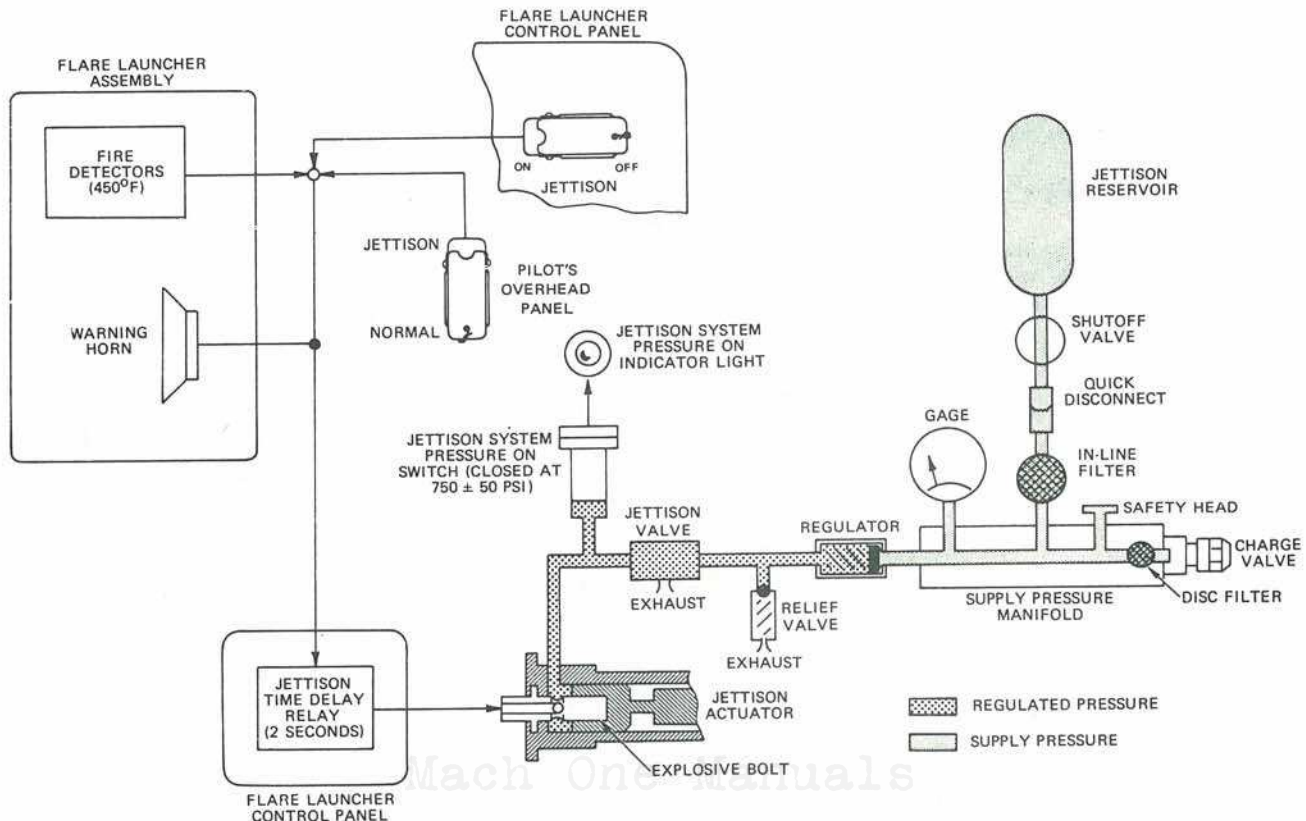 FLARE LAUNCHER
CONTROL PANEL
FLARE LAUNCHER
ASSEMBLY
FIRE
DETECTORS
(450°F)
ON
OFF
JETTISON
JETTISON
RESERVOIR
JETTISON
PILOT'S
OVERHEAD
PANEL
NORMAL
WARNING
HORN
JETTISON SYSTEM
PRESSURE ON
INDICATOR LIGHT
SHUTOFF
VALVE
QUICK
DISCONNECT
GAGE
IN-LINE
FILTER
JETTISON SYSTEM
PRESSURE ON
SWITCH (CLOSED AT
750 ± 50 PSI)
JETTISON
VALVE
EXHAUST
REGULATOR
SAFETY HEAD
CHARGE
VALVE
DISC FILTER
SUPPLY PRESSURE
MANIFOLD
RELIEF
VALVE
EXHAUST
JETTISON
TIME DELAY
RELAY
(2 SECONDS)
JETTISON
ACTUATOR
EXPLOSIVE BOLT
REGULATED PRESSURE
SUPPLY PRESSURE
Mach One Manuals
FLARE LAUNCHER
CONTROL PANEL